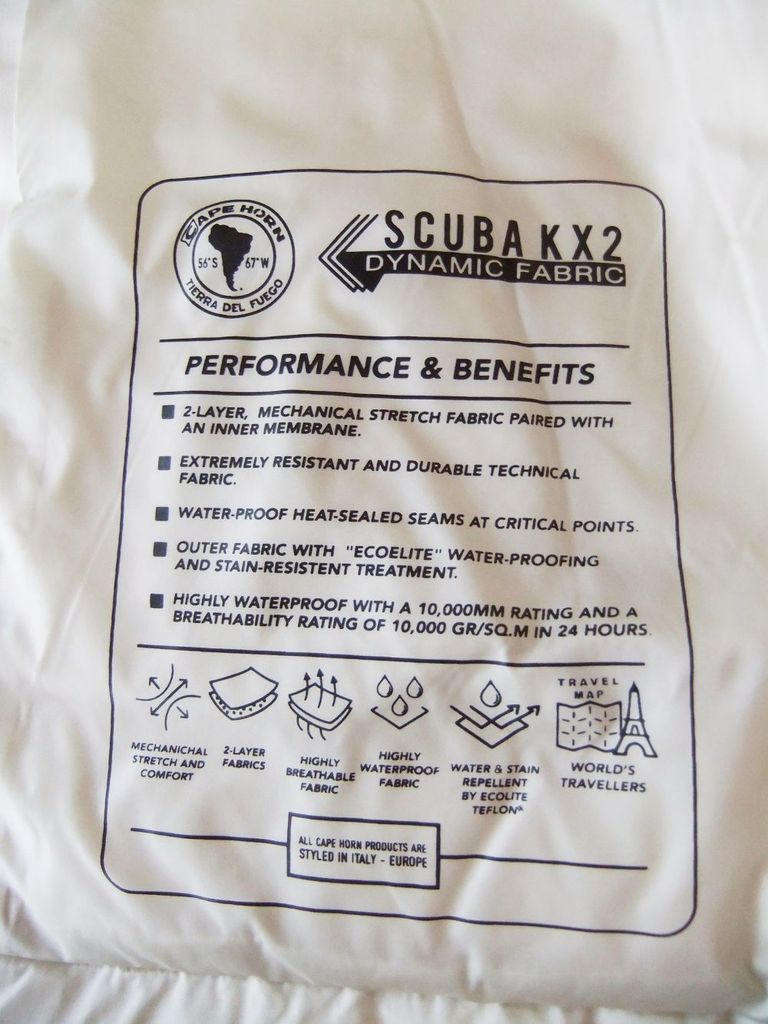 CAPE HORN
56°S 67°W
TIERRA DEL FUEGO
SCUBA KX2
DYNAMIC FABRIC
PERFORMANCE & BENEFITS
2-LAYER, MECHANICAL STRETCH FABRIC PAIRED WITH
AN INNER MEMBRANE.
EXTREMELY RESISTANT AND DURABLE TECHNICAL
FABRIC.
WATER-PROOF HEAT-SEALED SEAMS AT CRITICAL POINTS.
OUTER FABRIC WITH "ECOELITE" WATER-PROOFING
AND STAIN-RESISTENT TREATMENT.
HIGHLY WATERPROOF WITH A 10,000MM RATING AND A
BREATHABILITY RATING OF 10,000 GR/SQ.M IN 24 HOURS.
MECHANICHAL
STRETCH AND
COMFORT
2-LAYER
FABRICS
HIGHLY
BREATHABLE
FABRIC
HIGHLY
WATERPROOF
FABRIC
WATER & STAIN
REPELLENT
BY ECOLITE
TEFLON
TRAVEL
MAP
WORLD'S
TRAVELLERS
ALL CAPE HORN PRODUCTS ARE
STYLED IN ITALY - EUROPE